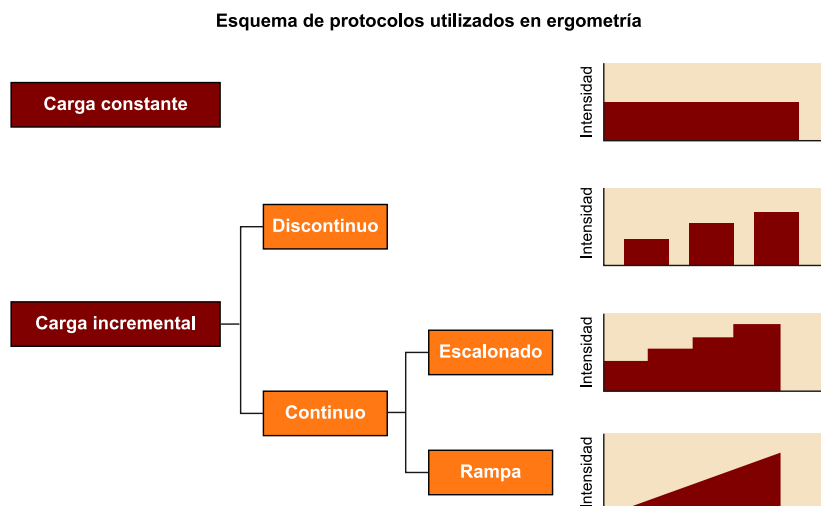 Esquema de protocolos utilizados en ergometría
Carga constante
Intensidad
Discontinuo
Intensidad
Carga incremental
Escalonado
Intensidad
Continuo
Rampa
Intensidad